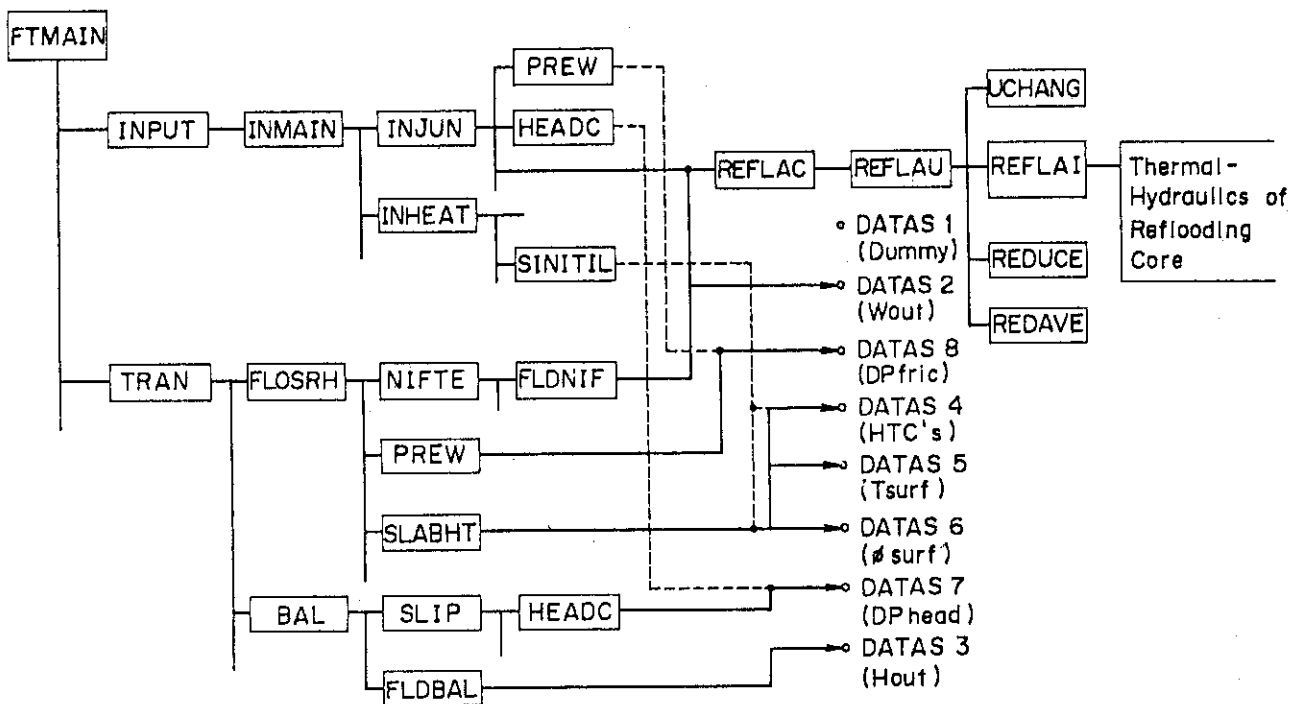 FTMAIN
INPUT
INMAIN
INJUN
PREW
HEADC
INHEAT
SINITIL
REFLAC
REFLAU
UCHANG
REFLAI
REDUCE
REDAVE
Thermal-
Hydraulics of
Reflooding
Core
DATAS 1
(Dummy)
DATAS 2
(Wout)
DATAS 8
(DPfric)
DATAS 4
(HTC's)
DATAS 5
(Tsurf)
DATAS 6
(ø surf)
DATAS 7
(DPhead)
DATAS 3
(Hout)
TRAN
FLOSRH
NIFTE
FLDNIF
PREW
SLABHT
BAL
SLIP
HEADC
FLDBAL